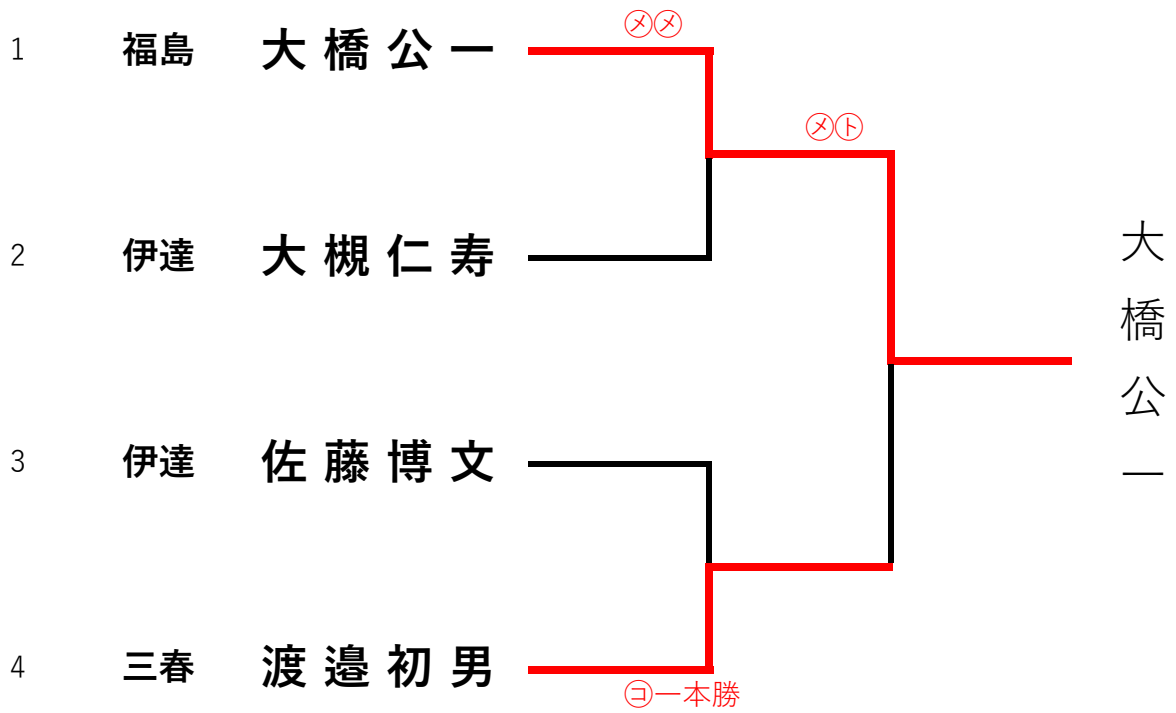 ㋱㋱
1 福島 大橋公一
㋱㋣
2 伊達 大槻仁寿
大橋公一
3 伊達 佐藤博文
4 三春 渡邉初男
㋙一本勝